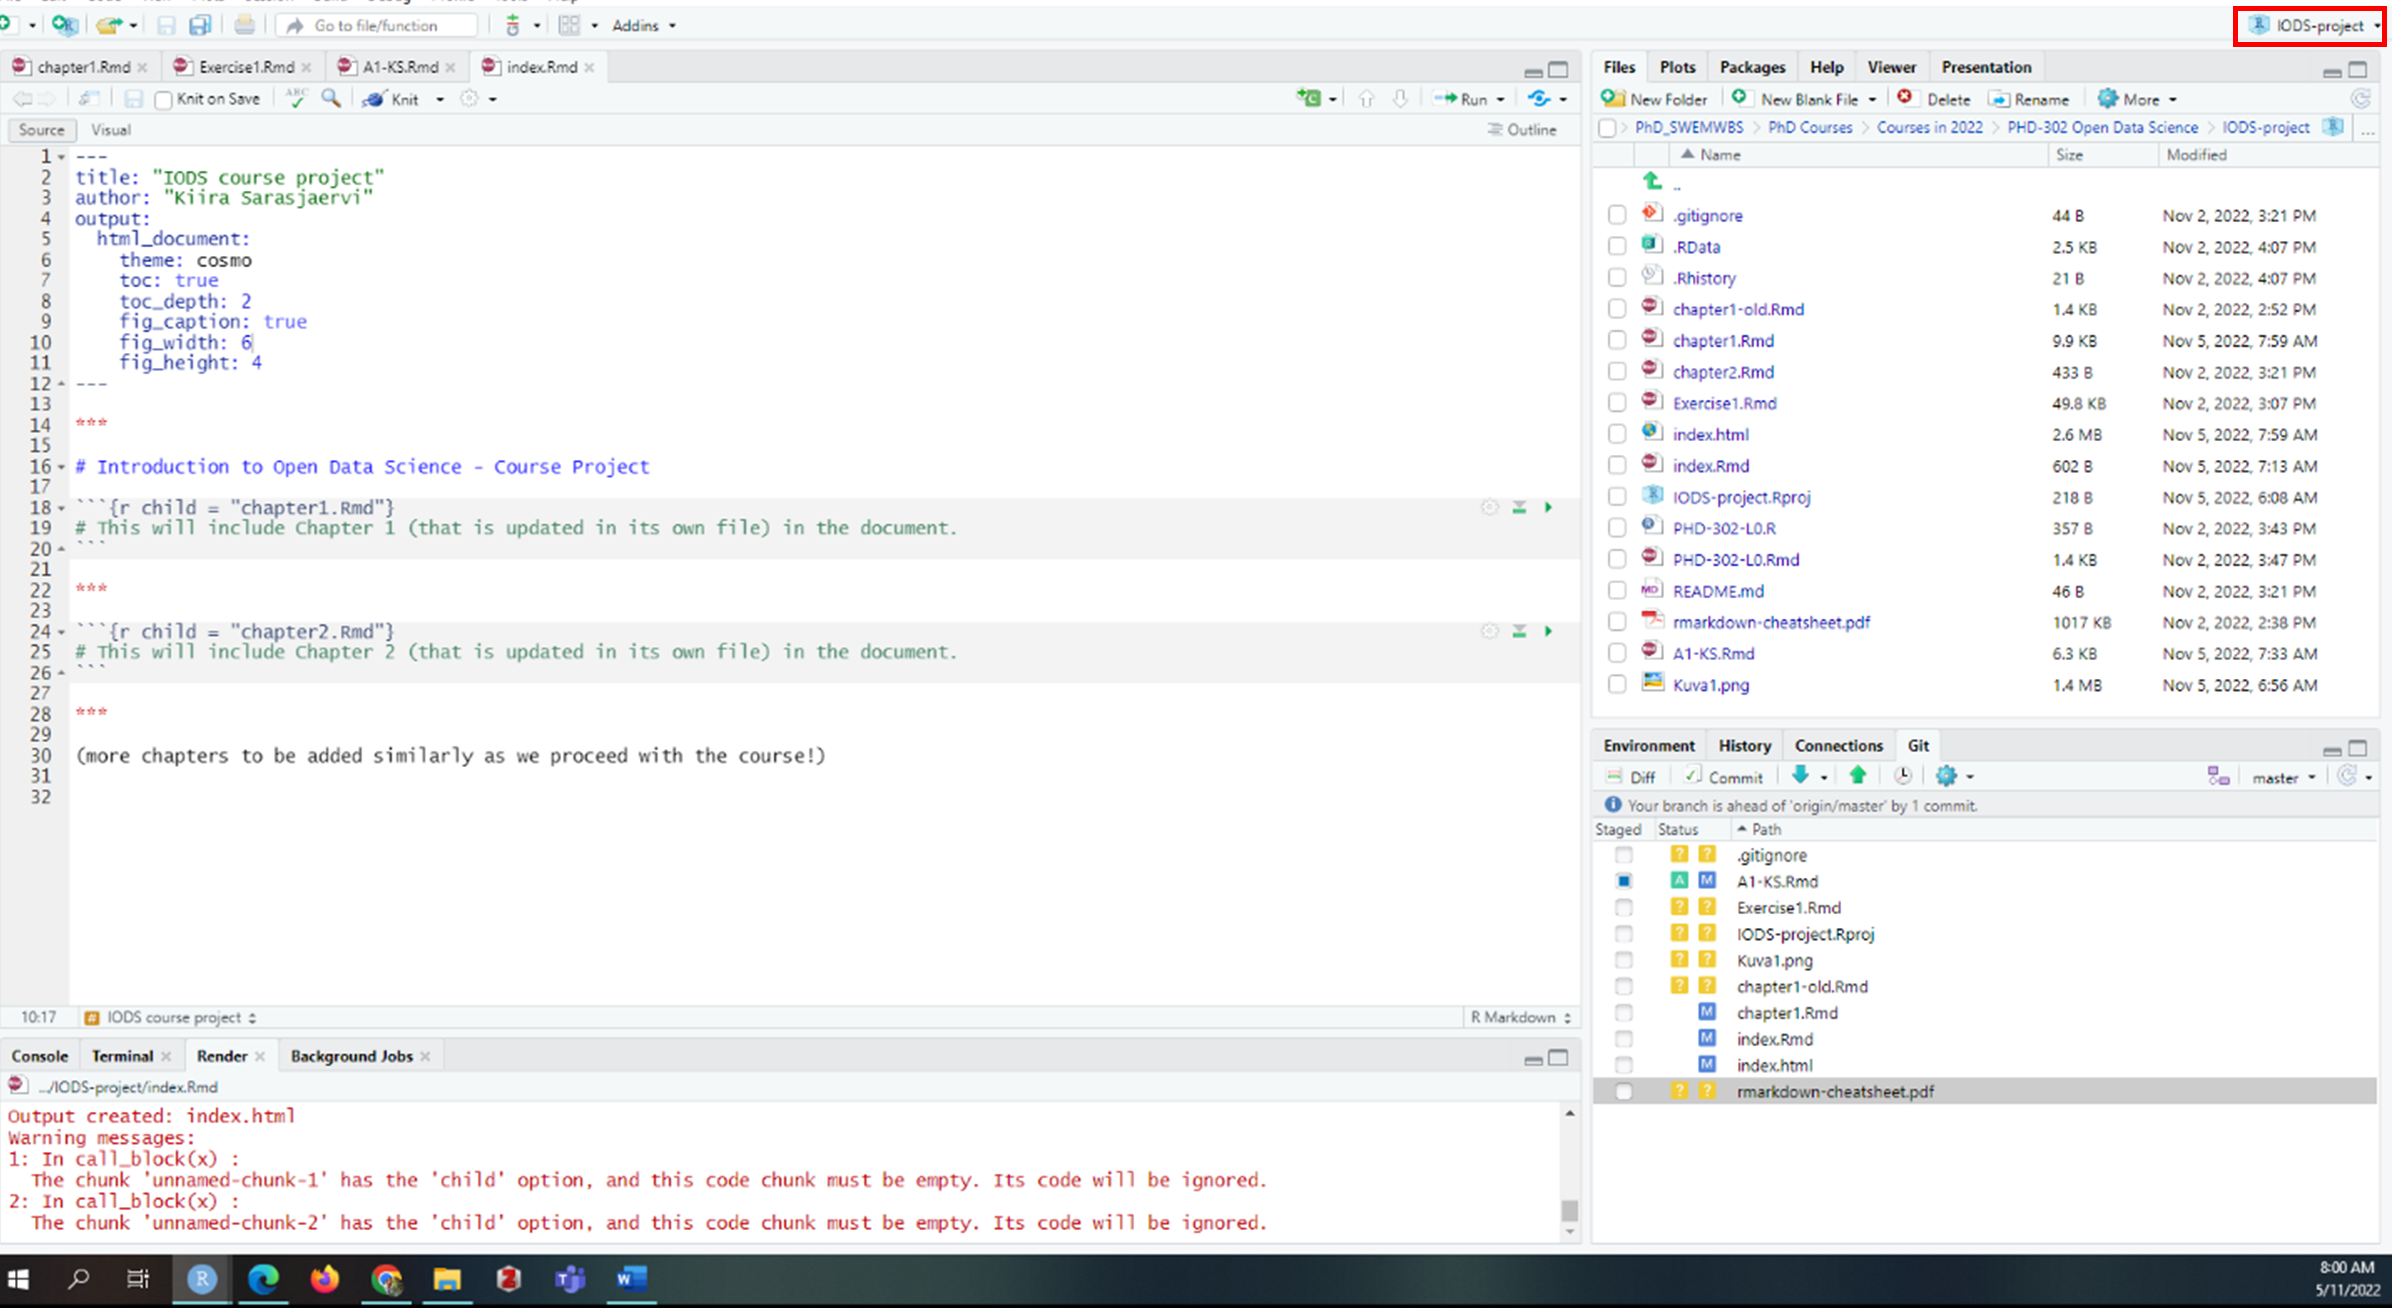 Go to file/function Addins IODS-project
chapter1.Rmd Exercise1.Rmd A1-KS.Rmd index.Rmd
Knit on Save ABC Knit Run
Source Visual Outline
1 ---
2 title: "IODS course project"
3 author: "Kiira Sarasjaervi"
4 output:
5 html_document:
6 theme: cosmo
7 toc: true
8 toc_depth: 2
9 fig_caption: true
10 fig_width: 6
11 fig_height: 4
12 ---
13
14 ***
15
16 # Introduction to Open Data Science - Course Project
17
18 ```{r child = "chapter1.Rmd"}
19 # This will include Chapter 1 (that is updated in its own file) in the document.
20 ```
21
22 ***
23
24 ```{r child = "chapter2.Rmd"}
25 # This will include Chapter 2 (that is updated in its own file) in the document.
26 ```
27
28 ***
29
30 (more chapters to be added similarly as we proceed with the course!)
31
32
10:17 IODS course project R Markdown
Console Terminal Render Background Jobs
.../IODS-project/index.Rmd
Output created: index.html
Warning messages:
1: In call_block(x) :
The chunk 'unnamed-chunk-1' has the 'child' option, and this code chunk must be empty. Its code will be ignored.
2: In call_block(x) :
The chunk 'unnamed-chunk-2' has the 'child' option, and this code chunk must be empty. Its code will be ignored.
Files Plots Packages Help Viewer Presentation
New Folder New Blank File Delete Rename More
PhD_SWEMWBS PhD Courses Courses in 2022 PHD-302 Open Data Science IODS-project ...
Name Size Modified
..
.gitignore 44 B Nov 2, 2022, 3:21 PM
.RData 2.5 KB Nov 2, 2022, 4:07 PM
.Rhistory 21 B Nov 2, 2022, 4:07 PM
chapter1-old.Rmd 1.4 KB Nov 2, 2022, 2:52 PM
chapter1.Rmd 9.9 KB Nov 5, 2022, 7:59 AM
chapter2.Rmd 433 B Nov 2, 2022, 3:21 PM
Exercise1.Rmd 49.8 KB Nov 2, 2022, 3:07 PM
index.html 2.6 MB Nov 5, 2022, 7:59 AM
index.Rmd 602 B Nov 5, 2022, 7:13 AM
IODS-project.Rproj 218 B Nov 5, 2022, 6:08 AM
PHD-302-L0.R 357 B Nov 2, 2022, 3:43 PM
PHD-302-L0.Rmd 1.4 KB Nov 2, 2022, 3:47 PM
README.md 46 B Nov 2, 2022, 3:21 PM
rmarkdown-cheatsheet.pdf 1017 KB Nov 2, 2022, 2:38 PM
A1-KS.Rmd 6.3 KB Nov 5, 2022, 7:33 AM
Kuva1.png 1.4 MB Nov 5, 2022, 6:56 AM
Environment History Connections Git
Diff Commit master
Your branch is ahead of 'origin/master' by 1 commit.
Staged Status Path
? ? .gitignore
A M A1-KS.Rmd
? ? Exercise1.Rmd
? ? IODS-project.Rproj
? ? Kuva1.png
? ? chapter1-old.Rmd
M chapter1.Rmd
M index.Rmd
M index.html
? ? rmarkdown-cheatsheet.pdf
8:00 AM
5/11/2022